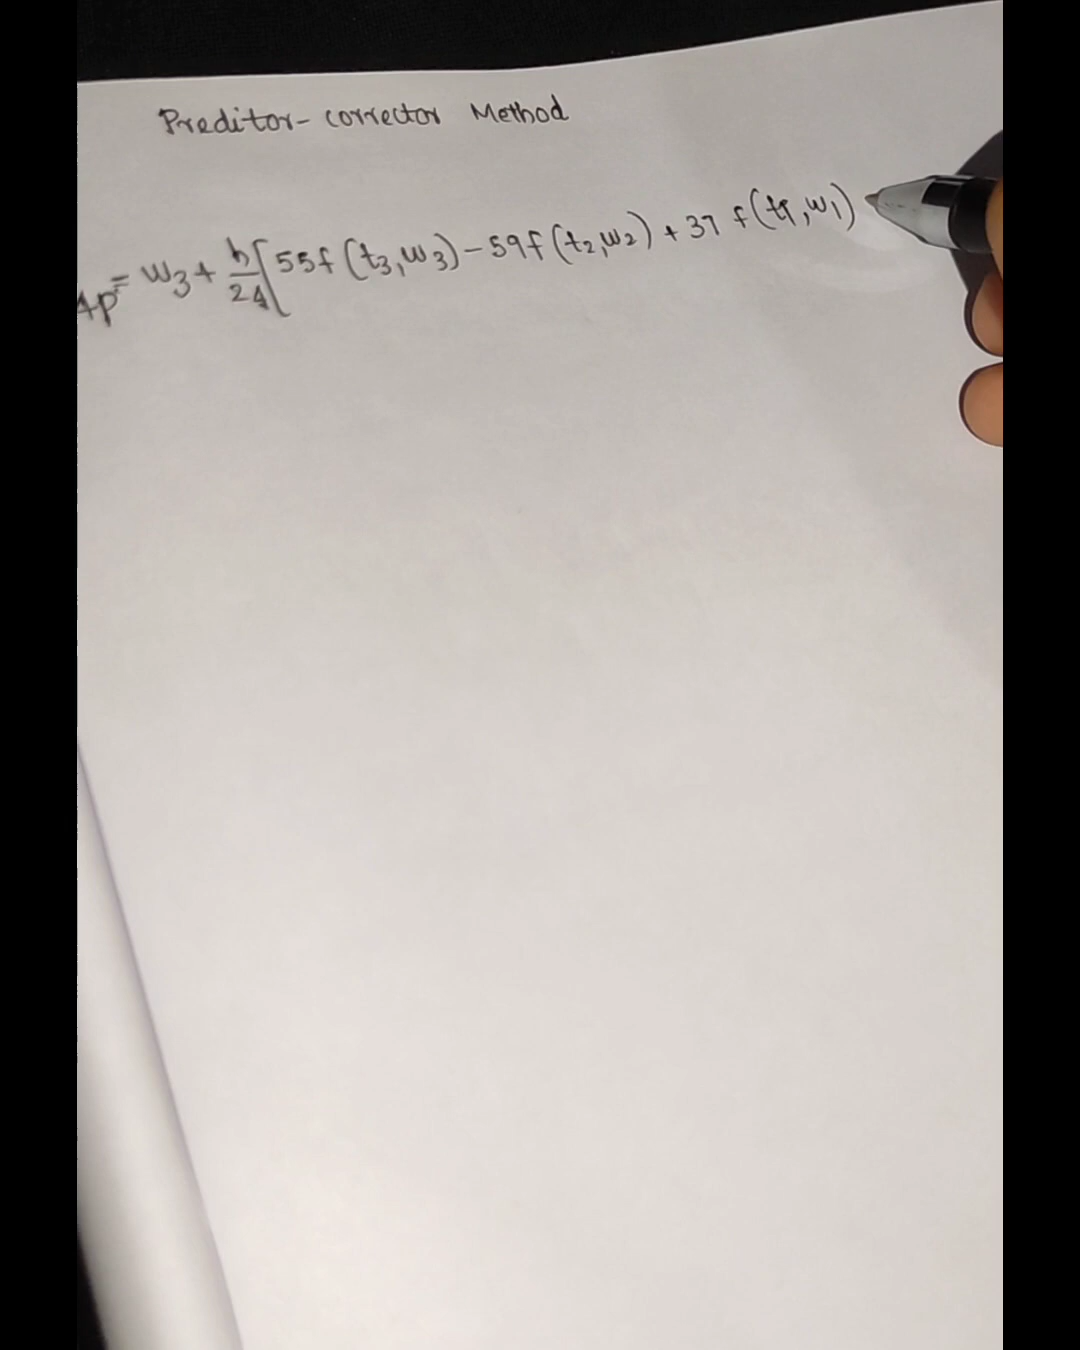 Preditor-corrector Method
4p = w3 + h/24 [55f (t3,w3) - 59f (t2,w2) + 37 f(t1,w1)